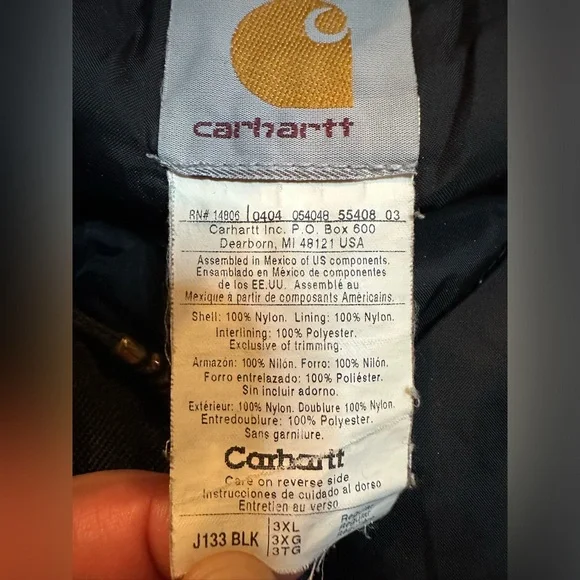 carhartt
RN# 14806 0404 054048 55408 03
Carhartt Inc. P.O. Box 600
Dearborn, MI 48121 USA
Assembled in Mexico of US components.
Ensamblado en México de componentes
de los EE.UU. Assemblé au
Mexique à partir de composants Américains.
Shell: 100% Nylon. Lining: 100% Nylon.
Interlining: 100% Polyester.
Exclusive of trimming.
Armazón: 100% Nilón. Forro: 100% Nilón.
Forro entrelazado: 100% Poliéster.
Sin incluir adorno.
Extérieur: 100% Nylon. Doublure 100% Nylon.
Entredoublure: 100% Polyester.
Sans garniture.
Carhartt
Care on reverse side
Instrucciones de cuidado al dorso
Entretien au verso
J133 BLK
3XL
3XG
3TG